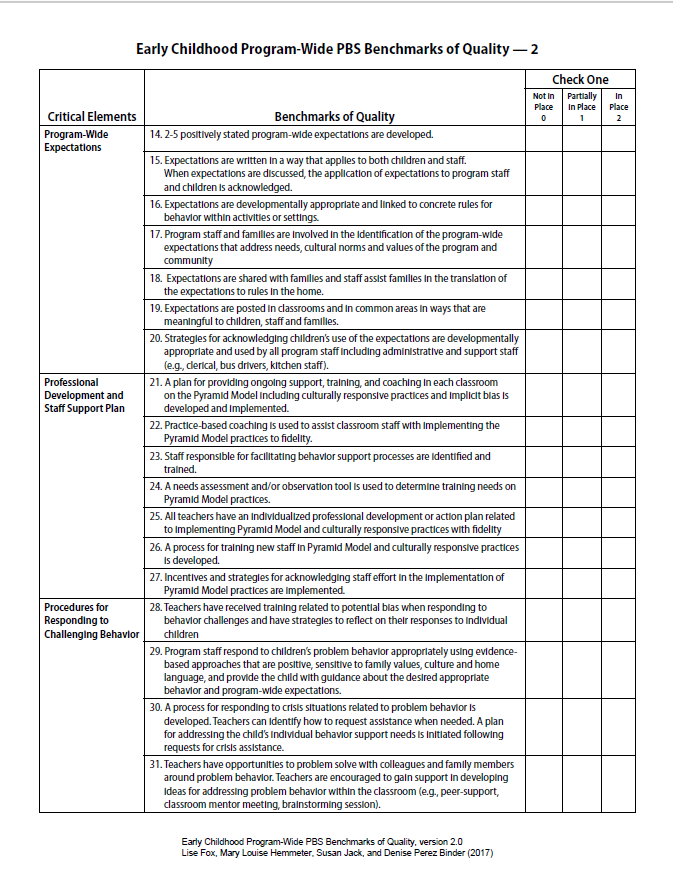 Early Childhood Program-Wide PBS Benchmarks of Quality — 2
Check One
Critical Elements
Benchmarks of Quality
Not in Place 0
Partially in Place 1
In Place 2
Program-Wide
Expectations
14. 2-5 positively stated program-wide expectations are developed.
15. Expectations are written in a way that applies to both children and staff.
When expectations are discussed, the application of expectations to program staff
and children is acknowledged.
16. Expectations are developmentally appropriate and linked to concrete rules for
behavior within activities or settings.
17. Program staff and families are involved in the identification of the program-wide
expectations that address needs, cultural norms and values of the program and
community
18. Expectations are shared with families and staff assist families in the translation of
the expectations to rules in the home.
19. Expectations are posted in classrooms and in common areas in ways that are
meaningful to children, staff and families.
20. Strategies for acknowledging children's use of the expectations are developmentally
appropriate and used by all program staff including administrative and support staff
(e.g., clerical, bus drivers, kitchen staff).
Professional
Development and
Staff Support Plan
21. A plan for providing ongoing support, training, and coaching in each classroom
on the Pyramid Model including culturally responsive practices and implicit bias is
developed and implemented.
22. Practice-based coaching is used to assist classroom staff with implementing the
Pyramid Model practices to fidelity.
23. Staff responsible for facilitating behavior support processes are identified and
trained.
24. A needs assessment and/or observation tool is used to determine training needs on
Pyramid Model practices.
25. All teachers have an individualized professional development or action plan related
to implementing Pyramid Model and culturally responsive practices with fidelity
26. A process for training new staff in Pyramid Model and culturally responsive practices
is developed.
27. Incentives and strategies for acknowledging staff effort in the implementation of
Pyramid Model practices are implemented.
Procedures for
Responding to
Challenging Behavior
28. Teachers have received training related to potential bias when responding to
behavior challenges and have strategies to reflect on their responses to individual
children
29. Program staff respond to children's problem behavior appropriately using evidence-
based approaches that are positive, sensitive to family values, culture and home
language, and provide the child with guidance about the desired appropriate
behavior and program-wide expectations.
30. A process for responding to crisis situations related to problem behavior is
developed. Teachers can identify how to request assistance when needed. A plan
for addressing the child's individual behavior support needs is initiated following
requests for crisis assistance.
31. Teachers have opportunities to problem solve with colleagues and family members
around problem behavior. Teachers are encouraged to gain support in developing
ideas for addressing problem behavior within the classroom (e.g., peer-support,
classroom mentor meeting, brainstorming session).
Early Childhood Program-Wide PBS Benchmarks of Quality, version 2.0
Lise Fox, Mary Louise Hemmeter, Susan Jack, and Denise Perez Binder (2017)